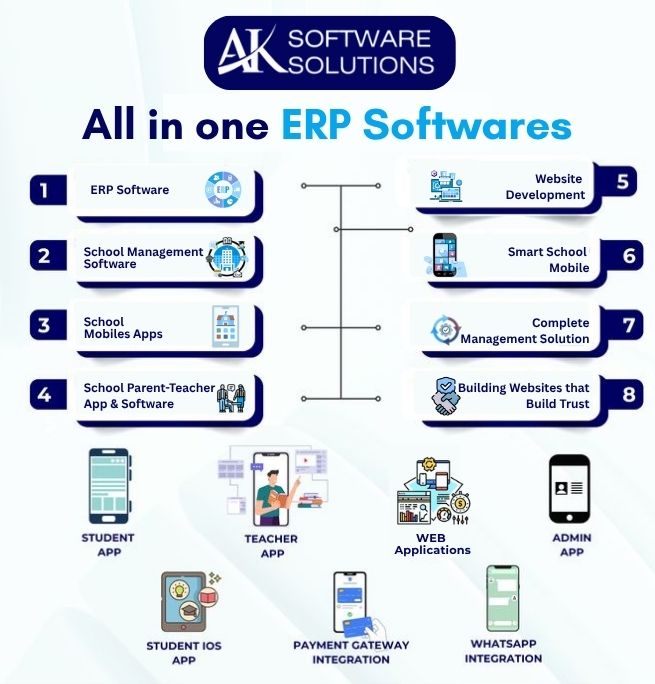 AK SOFTWARE
SOLUTIONS
All in one ERP Softwares
1
ERP Software
ERP
2
School Management
Software
3
School
Mobiles Apps
4
School Parent-Teacher
App & Software
Website
Development
5
Smart School
Mobile
6
Complete
Management Solution
7
Building Websites that
Build Trust
8
STUDENT
APP
TEACHER
APP
WEB
Applications
ADMIN
APP
STUDENT IOS
APP
PAYMENT GATEWAY
INTEGRATION
WHATSAPP
INTEGRATION